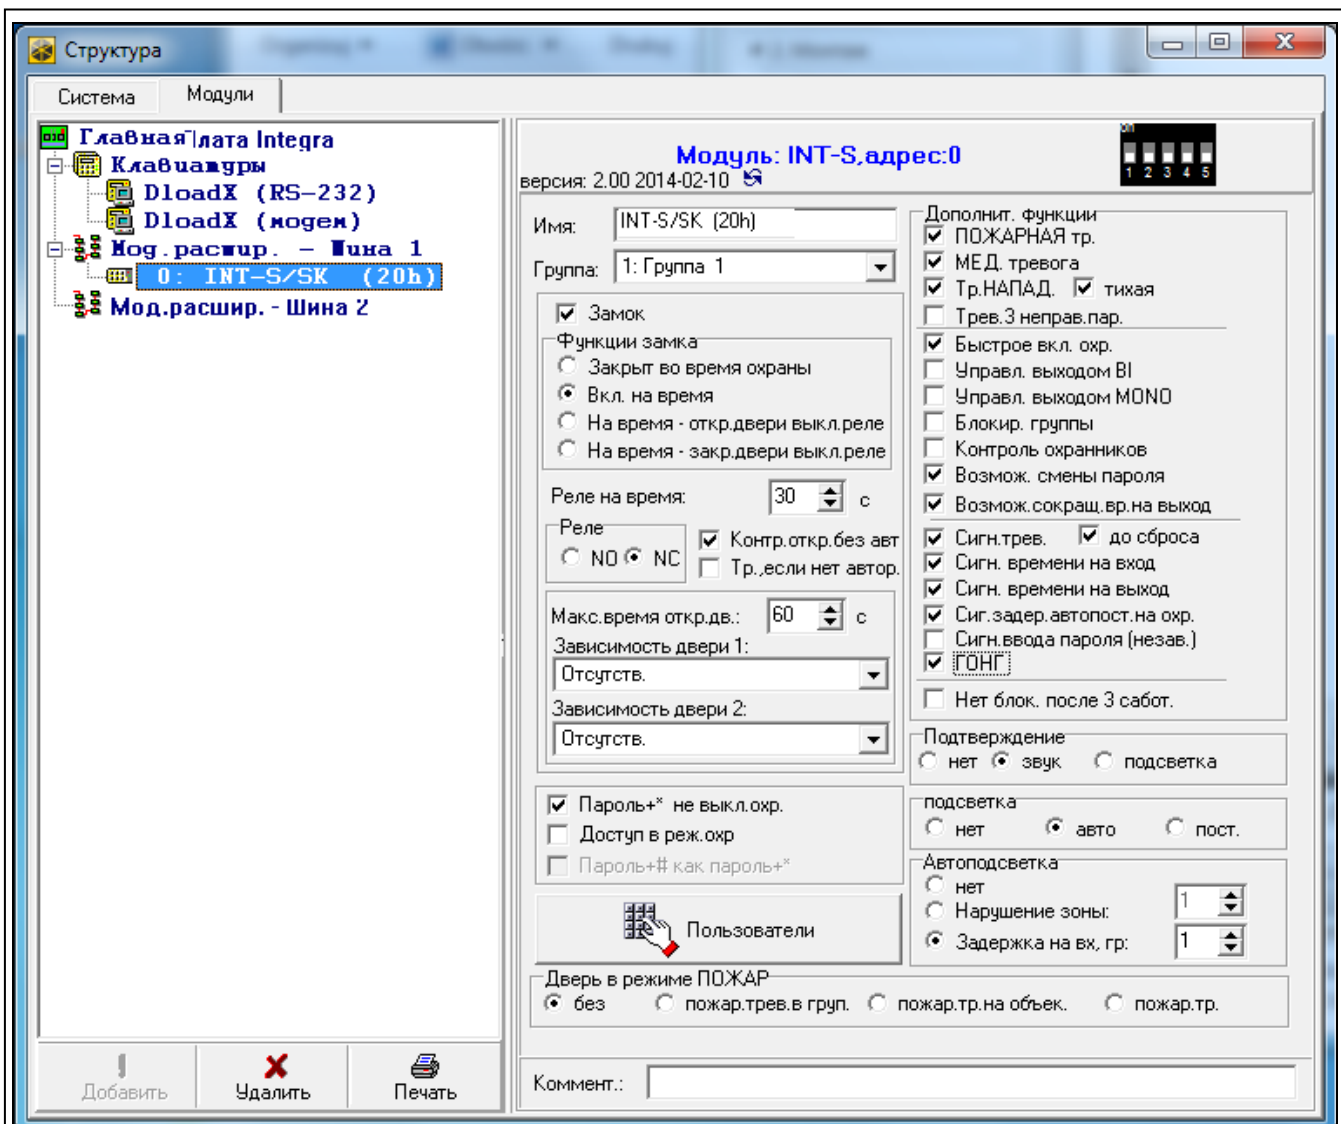 Структура
Система
Модули
Главная лата Integra
Клавиатуры
DloadX (RS-232)
DloadX (модем)
Мод.расшир. - Шина 1
0: INT-S/SK (20h)
Мод.расшир. - Шина 2
Добавить
Удалить
Печать
Модуль: INT-S,адрес:0
версия: 2.00 2014-02-10
1 2 3 4 5
Имя:
INT-S/SK (20h)
Группа:
1: Группа 1
Замок
Функции замка
Закрыт во время охраны
Вкл. на время
На время - откр.двери выкл.реле
На время - закр.двери выкл.реле
Реле на время:
30
с
Реле
NO
NC
Контр.откр.без авт
Тр.,если нет автор.
Макс.время откр.дв.:
60
с
Зависимость двери 1:
Отсутств.
Зависимость двери 2:
Отсутств.
Пароль+* не выкл.охр.
Доступ в реж.охр
Пароль+# как пароль+*
Пользователи
Дополнит. функции
ПОЖАРНАЯ тр.
МЕД. тревога
Тр.НАПАД.
тихая
Трев.3 неправ.пар.
Быстрое вкл. охр.
Управл. выходом BI
Управл. выходом MONO
Блокир. группы
Контроль охранников
Возмож. смены пароля
Возмож.сокращ.вр.на выход
Сигн.трев.
до сброса
Сигн. времени на вход
Сигн. времени на выход
Сиг.задер.автопост.на охр.
Сигн.ввода пароля (незав.)
ГОНГ
Нет блок. после 3 сабот.
Подтверждение
нет
звук
подсветка
подсветка
нет
авто
пост.
Автоподсветка
нет
Нарушение зоны:
1
Задержка на вх, гр:
1
Дверь в режиме ПОЖАР
без
пожар.трев.в груп.
пожар.тр.на объек.
пожар.тр.
Коммент.: